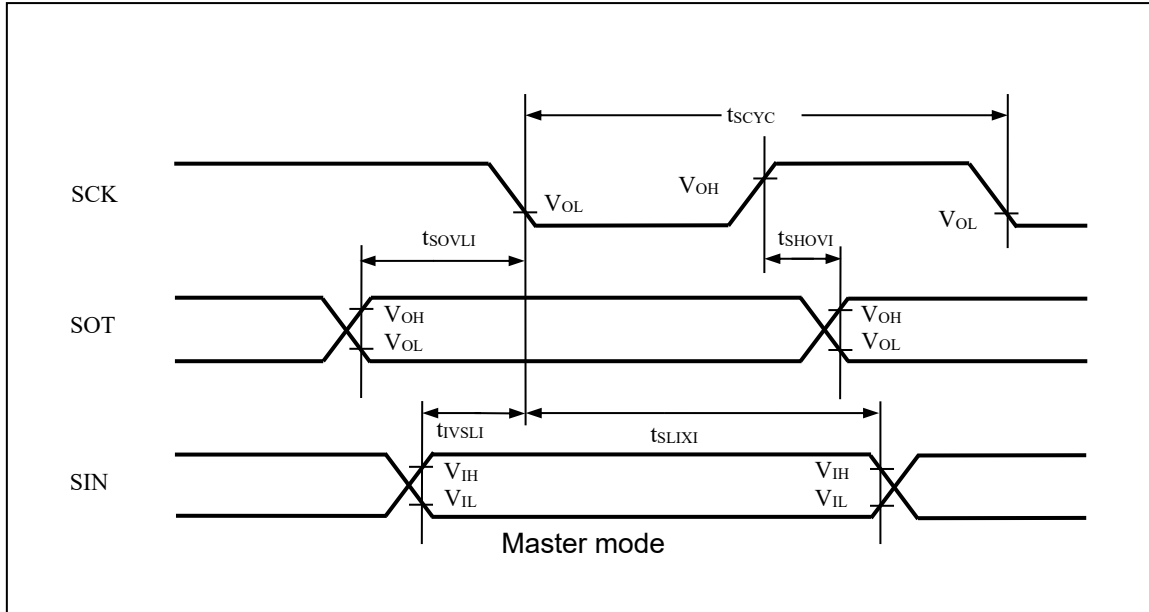 tSCYC
SCK
VOH
VOL
VOL
tSOVLI
tSHOVI
SOT
VOH
VOH
VOL
VOL
tIVSLI
tSLIXI
SIN
VIH
VIH
VIL
VIL
Master mode